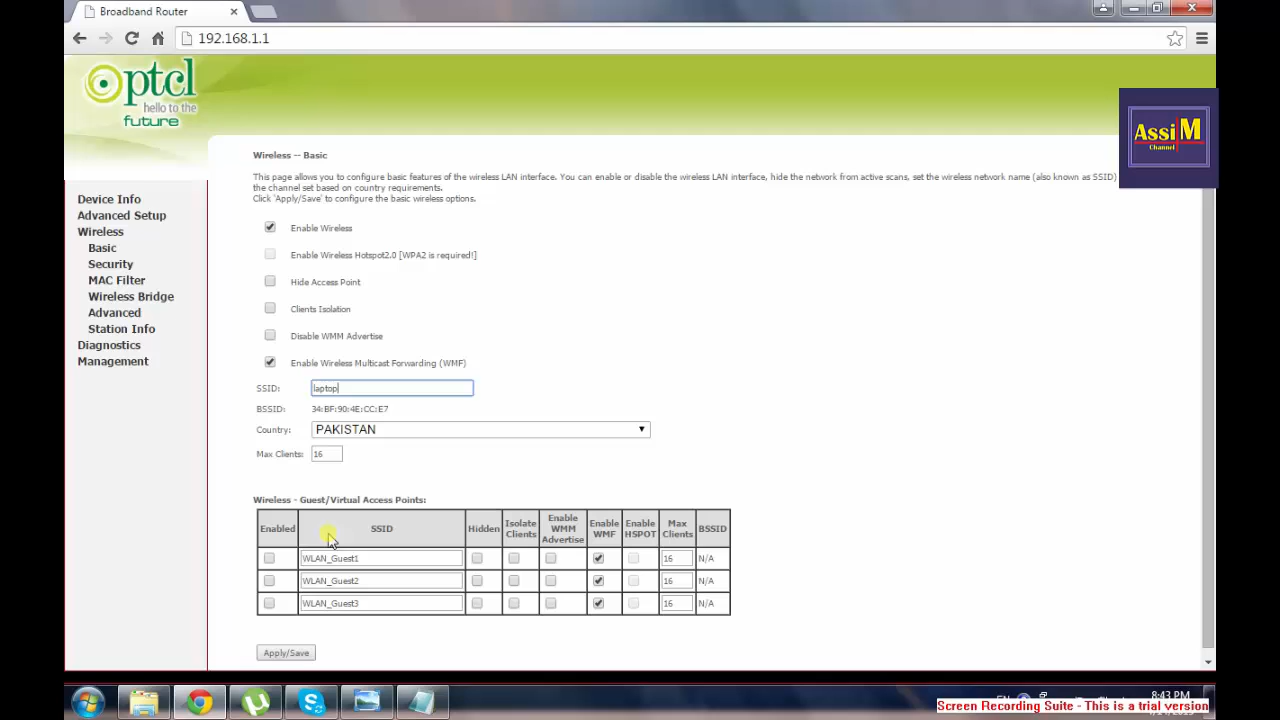 Broadband Router
192.168.1.1
ptcl
hello to the
future
AssiM
Channel
Device Info
Advanced Setup
Wireless
Basic
Security
MAC Filter
Wireless Bridge
Advanced
Station Info
Diagnostics
Management
Wireless -- Basic
This page allows you to configure basic features of the wireless LAN interface. You can enable or disable the wireless LAN interface, hide the network from active scans, set the wireless network name (also known as SSID)
the channel set based on country requirements.
Click 'Apply/Save' to configure the basic wireless options.
Enable Wireless
Enable Wireless Hotspot2.0 [WPA2 is required!]
Hide Access Point
Clients Isolation
Disable WMM Advertise
Enable Wireless Multicast Forwarding (WMF)
SSID: laptop
BSSID: 34:BF:90:4E:CC:E7
Country: PAKISTAN
Max Clients: 16
Wireless - Guest/Virtual Access Points:
Enabled SSID Hidden Isolate Clients Enable WMM Advertise Enable WMF Enable HSPOT Max Clients BSSID
WLAN_Guest1 16 N/A
WLAN_Guest2 16 N/A
WLAN_Guest3 16 N/A
Apply/Save
8:43 PM
Screen Recording Suite - This is a trial version